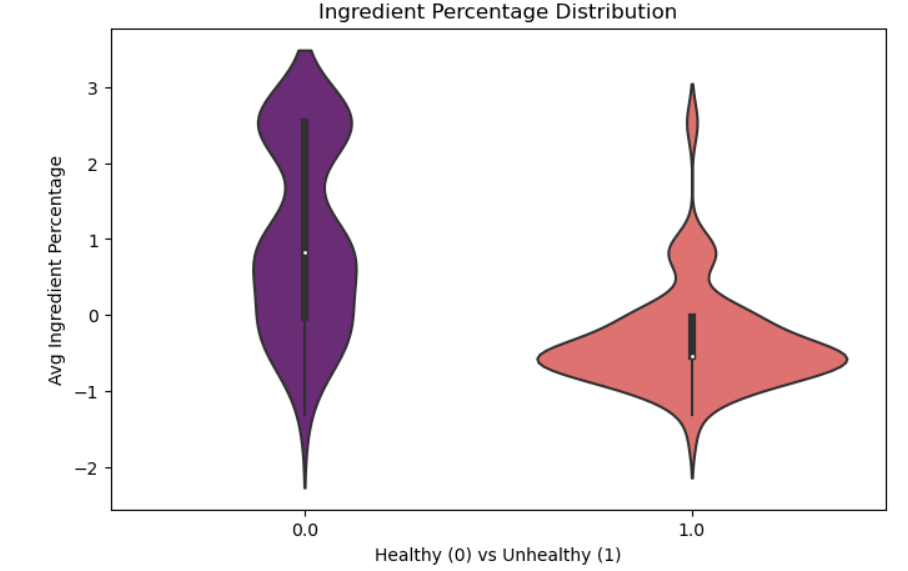 Ingredient Percentage Distribution
Avg Ingredient Percentage
3
2
1
0
−1
−2
0.0 1.0
Healthy (0) vs Unhealthy (1)